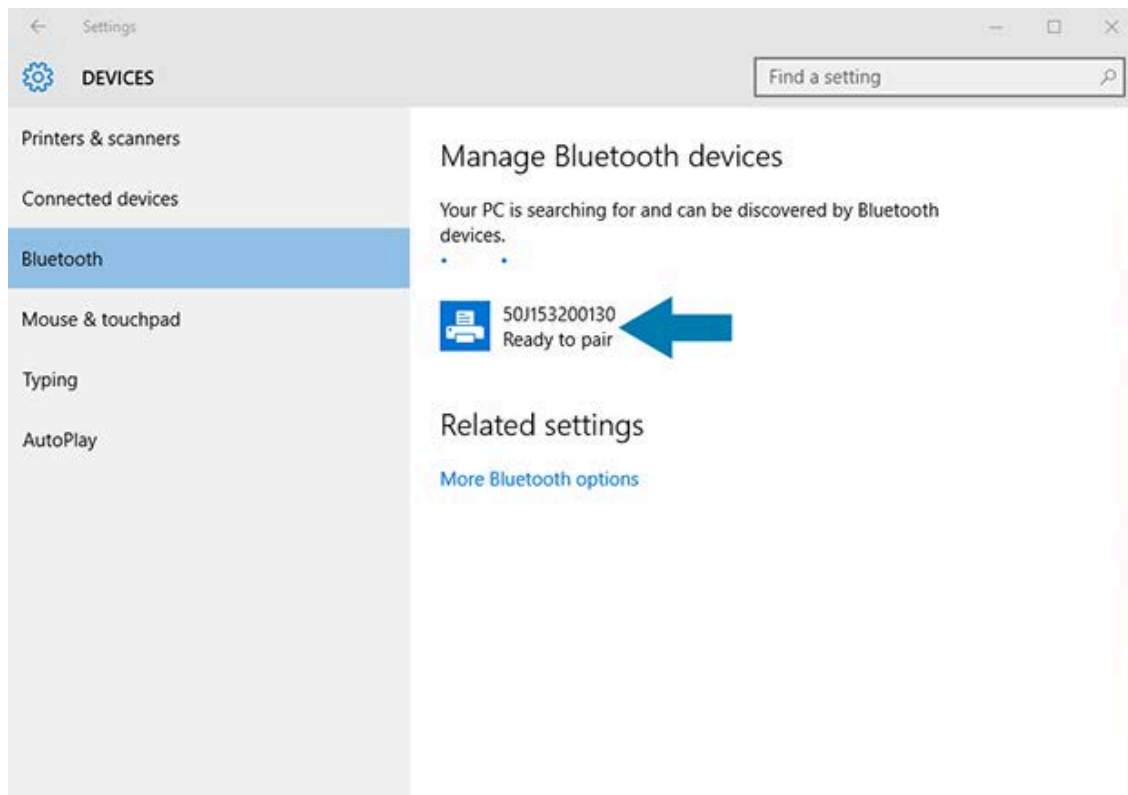 Settings
DEVICES
Find a setting
Printers & scanners
Connected devices
Bluetooth
Mouse & touchpad
Typing
AutoPlay
Manage Bluetooth devices
Your PC is searching for and can be discovered by Bluetooth
devices.
50J153200130
Ready to pair
Related settings
More Bluetooth options